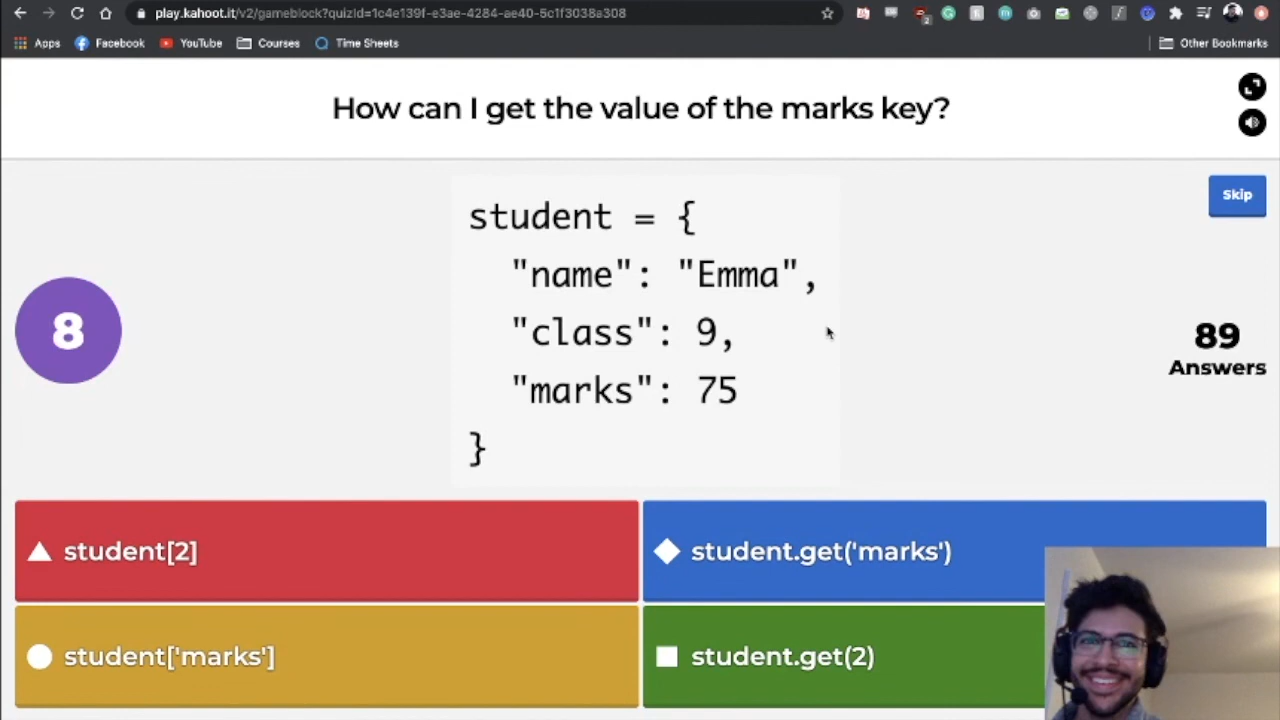 play.kahoot.it/v2/gameblock?quizId=1c4e139f-e3ae-4284-ae40-5c1f3038a308
Apps Facebook YouTube Courses Time Sheets Other Bookmarks
How can I get the value of the marks key?
Skip
student = {
"name": "Emma",
"class": 9,
"marks": 75
}
8
89
Answers
student[2]
student.get('marks')
student['marks']
student.get(2)